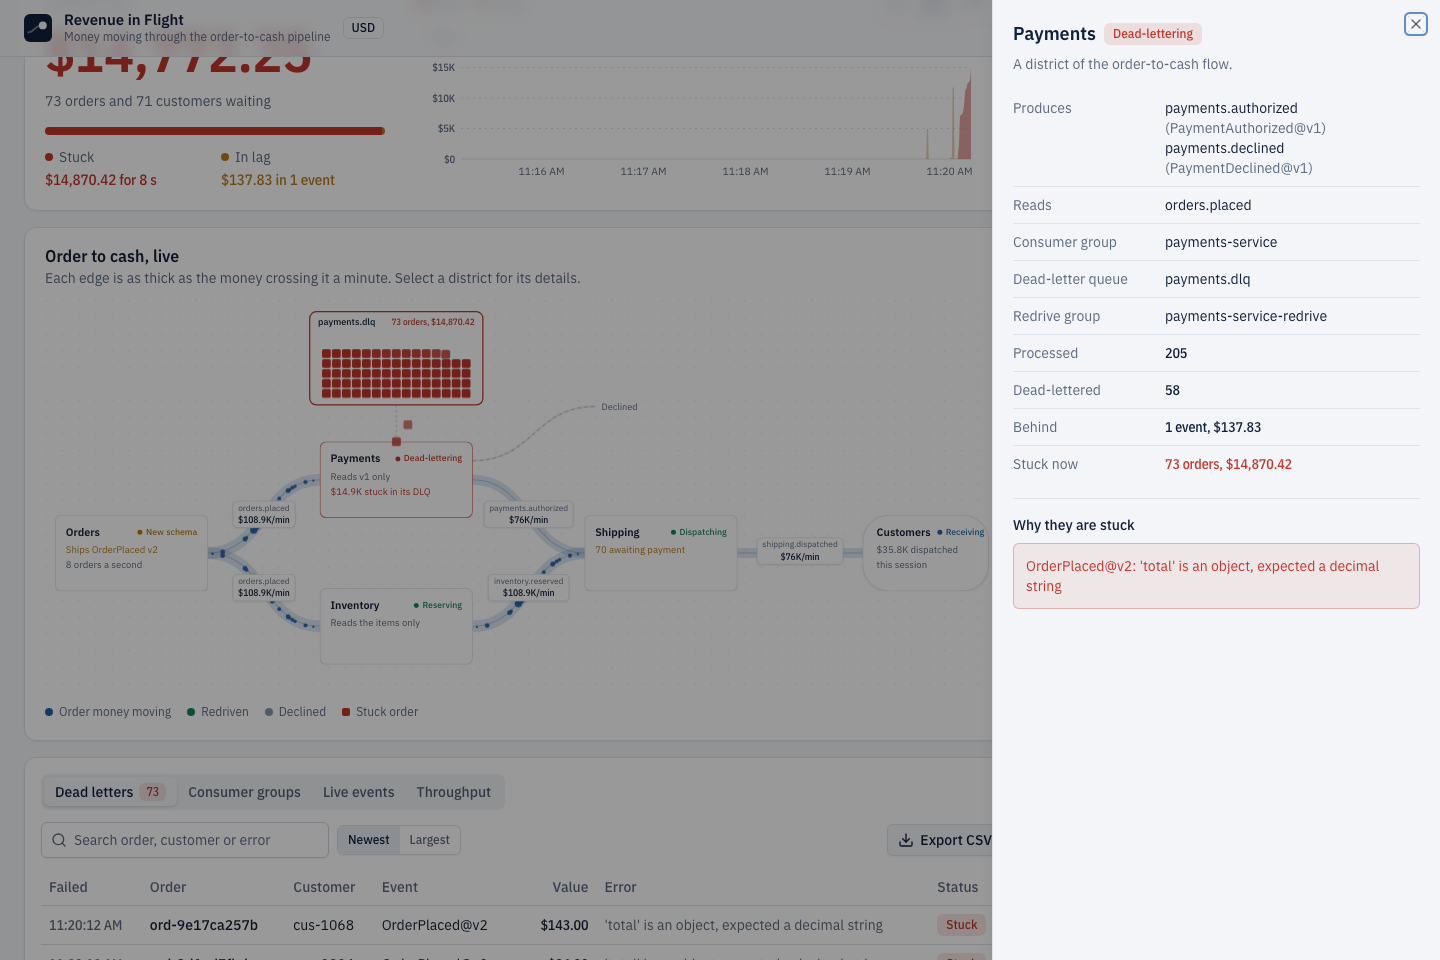 Revenue in Flight
Money moving through the order-to-cash pipeline
USD
73 orders and 71 customers waiting
Stuck
In lag
$14,870.42 for 8 s
$137.83 in 1 event
$15K
$10K
$5K
$0
11:16 AM
11:17 AM
11:18 AM
11:19 AM
11:20 AM
Order to cash, live
Each edge is as thick as the money crossing it a minute. Select a district for its details.
payments.dlq
73 orders, $14,870.42
Declined
Payments
Dead-lettering
Reads v1 only
$14.9K stuck in its DLQ
orders.placed
$108.9K/min
payments.authorized
$76K/min
Orders
New schema
Ships OrderPlaced v2
8 orders a second
Shipping
Dispatching
70 awaiting payment
shipping.dispatched
$76K/min
Customers
Receiving
$35.8K dispatched
this session
orders.placed
$108.9K/min
inventory.reserved
$108.9K/min
Inventory
Reserving
Reads the items only
Order money moving
Redriven
Declined
Stuck order
Dead letters
73
Consumer groups
Live events
Throughput
Search order, customer or error
Newest
Largest
Export CSV
Failed
Order
Customer
Event
Value
Error
Status
11:20:12 AM
ord-9e17ca257b
cus-1068
OrderPlaced@v2
$143.00
'total' is an object, expected a decimal string
Stuck
Payments
Dead-lettering
A district of the order-to-cash flow.
Produces
payments.authorized
(PaymentAuthorized@v1)
payments.declined
(PaymentDeclined@v1)
Reads
orders.placed
Consumer group
payments-service
Dead-letter queue
payments.dlq
Redrive group
payments-service-redrive
Processed
205
Dead-lettered
58
Behind
1 event, $137.83
Stuck now
73 orders, $14,870.42
Why they are stuck
OrderPlaced@v2: 'total' is an object, expected a decimal
string